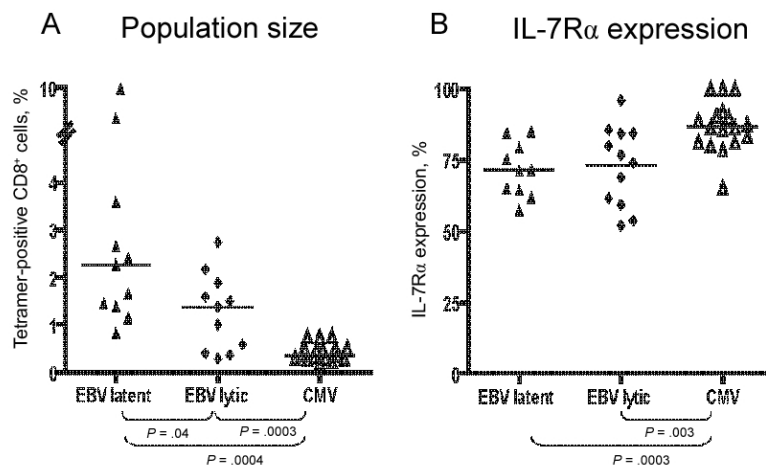 A Population size
Tetramer-positive CD8⁺ cells, %
10
4
3
2
1
0
EBV latent EBV lytic CMV
P = .04 P = .0003
P = .0004
B IL-7Rα expression
IL-7Rα expression, %
100
75
50
25
0
EBV latent EBV lytic CMV
P = .003
P = .0003